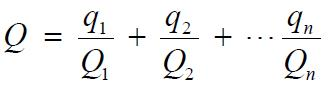 Q = q₁/Q₁ + q₂/Q₂ + ⋯ qₙ/Qₙ